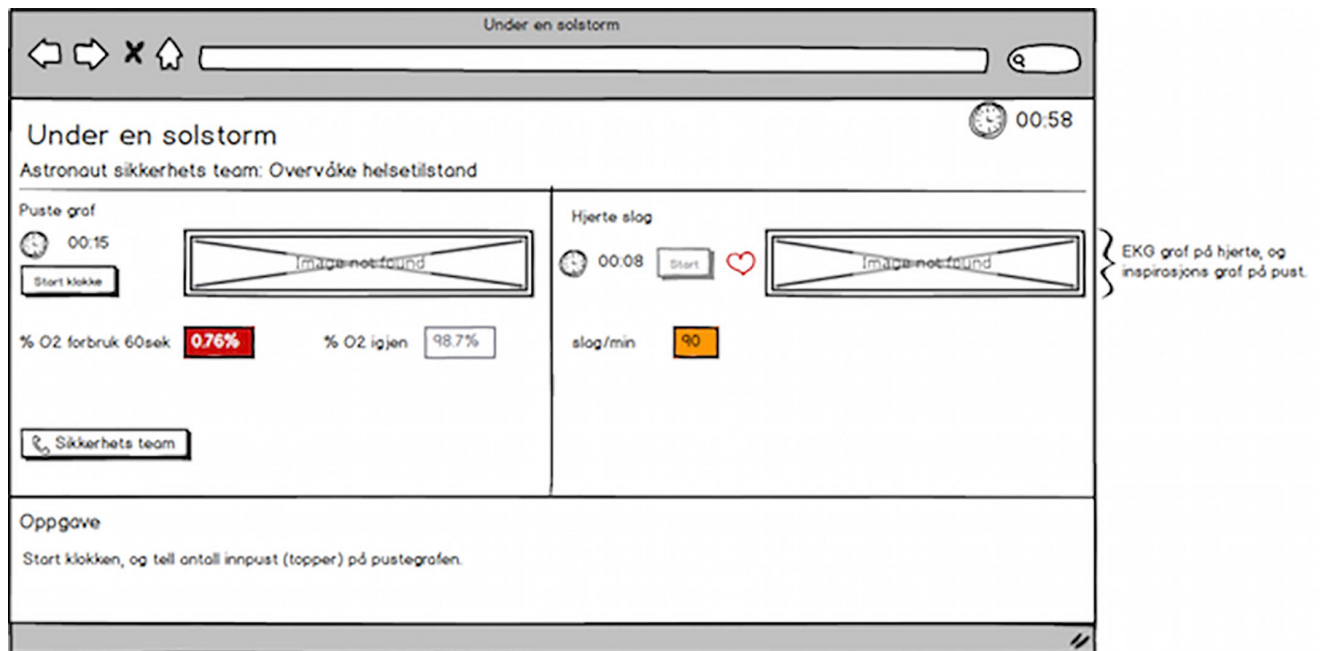 Under en solstorm
Under en solstorm
00:58
Astronaut sikkerhets team: Overvåke helsetilstand
Puste graf
00:15
Start klokke
Image not found
% O2 forbruk 60sek
0.76%
% O2 igjen
98.7%
Sikkerhets team
Hjerte slag
00:08
Start
Image not found
slag/min
90
EKG graf på hjerte, og
inspirasjons graf på pust.
Oppgave
Start klokken, og tell antall innpust (topper) på pustegrafen.